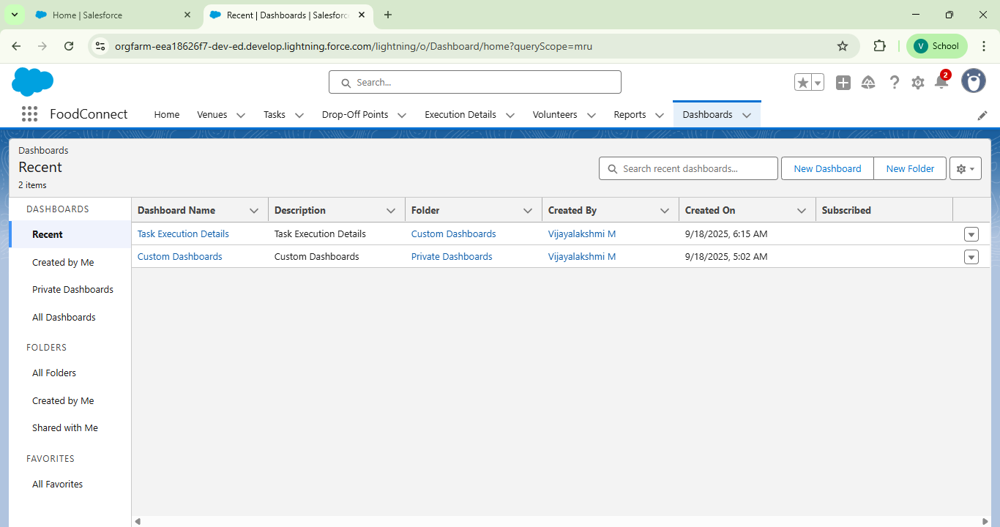 Home | Salesforce
Recent | Dashboards | Salesforce
orgfarm-eea18626f7-dev-ed.develop.lightning.force.com/lightning/o/Dashboard/home?queryScope=mru
V School
Search...
2
FoodConnect Home Venues Tasks Drop-Off Points Execution Details Volunteers Reports Dashboards
Dashboards
Recent
2 items
Search recent dashboards...
New Dashboard
New Folder
DASHBOARDS
Recent
Created by Me
Private Dashboards
All Dashboards
FOLDERS
All Folders
Created by Me
Shared with Me
FAVORITES
All Favorites
Dashboard Name Description Folder Created By Created On Subscribed
Task Execution Details Task Execution Details Custom Dashboards Vijayalakshmi M 9/18/2025, 6:15 AM
Custom Dashboards Custom Dashboards Private Dashboards Vijayalakshmi M 9/18/2025, 5:02 AM